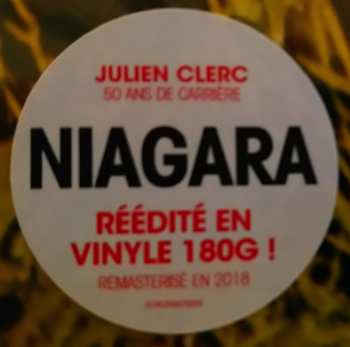 JULIEN CLERC
50 ANS DE CARRIÈRE
NIAGARA
RÉÉDITÉ EN
VINYLE 180G !
REMASTERISÉ EN 2018